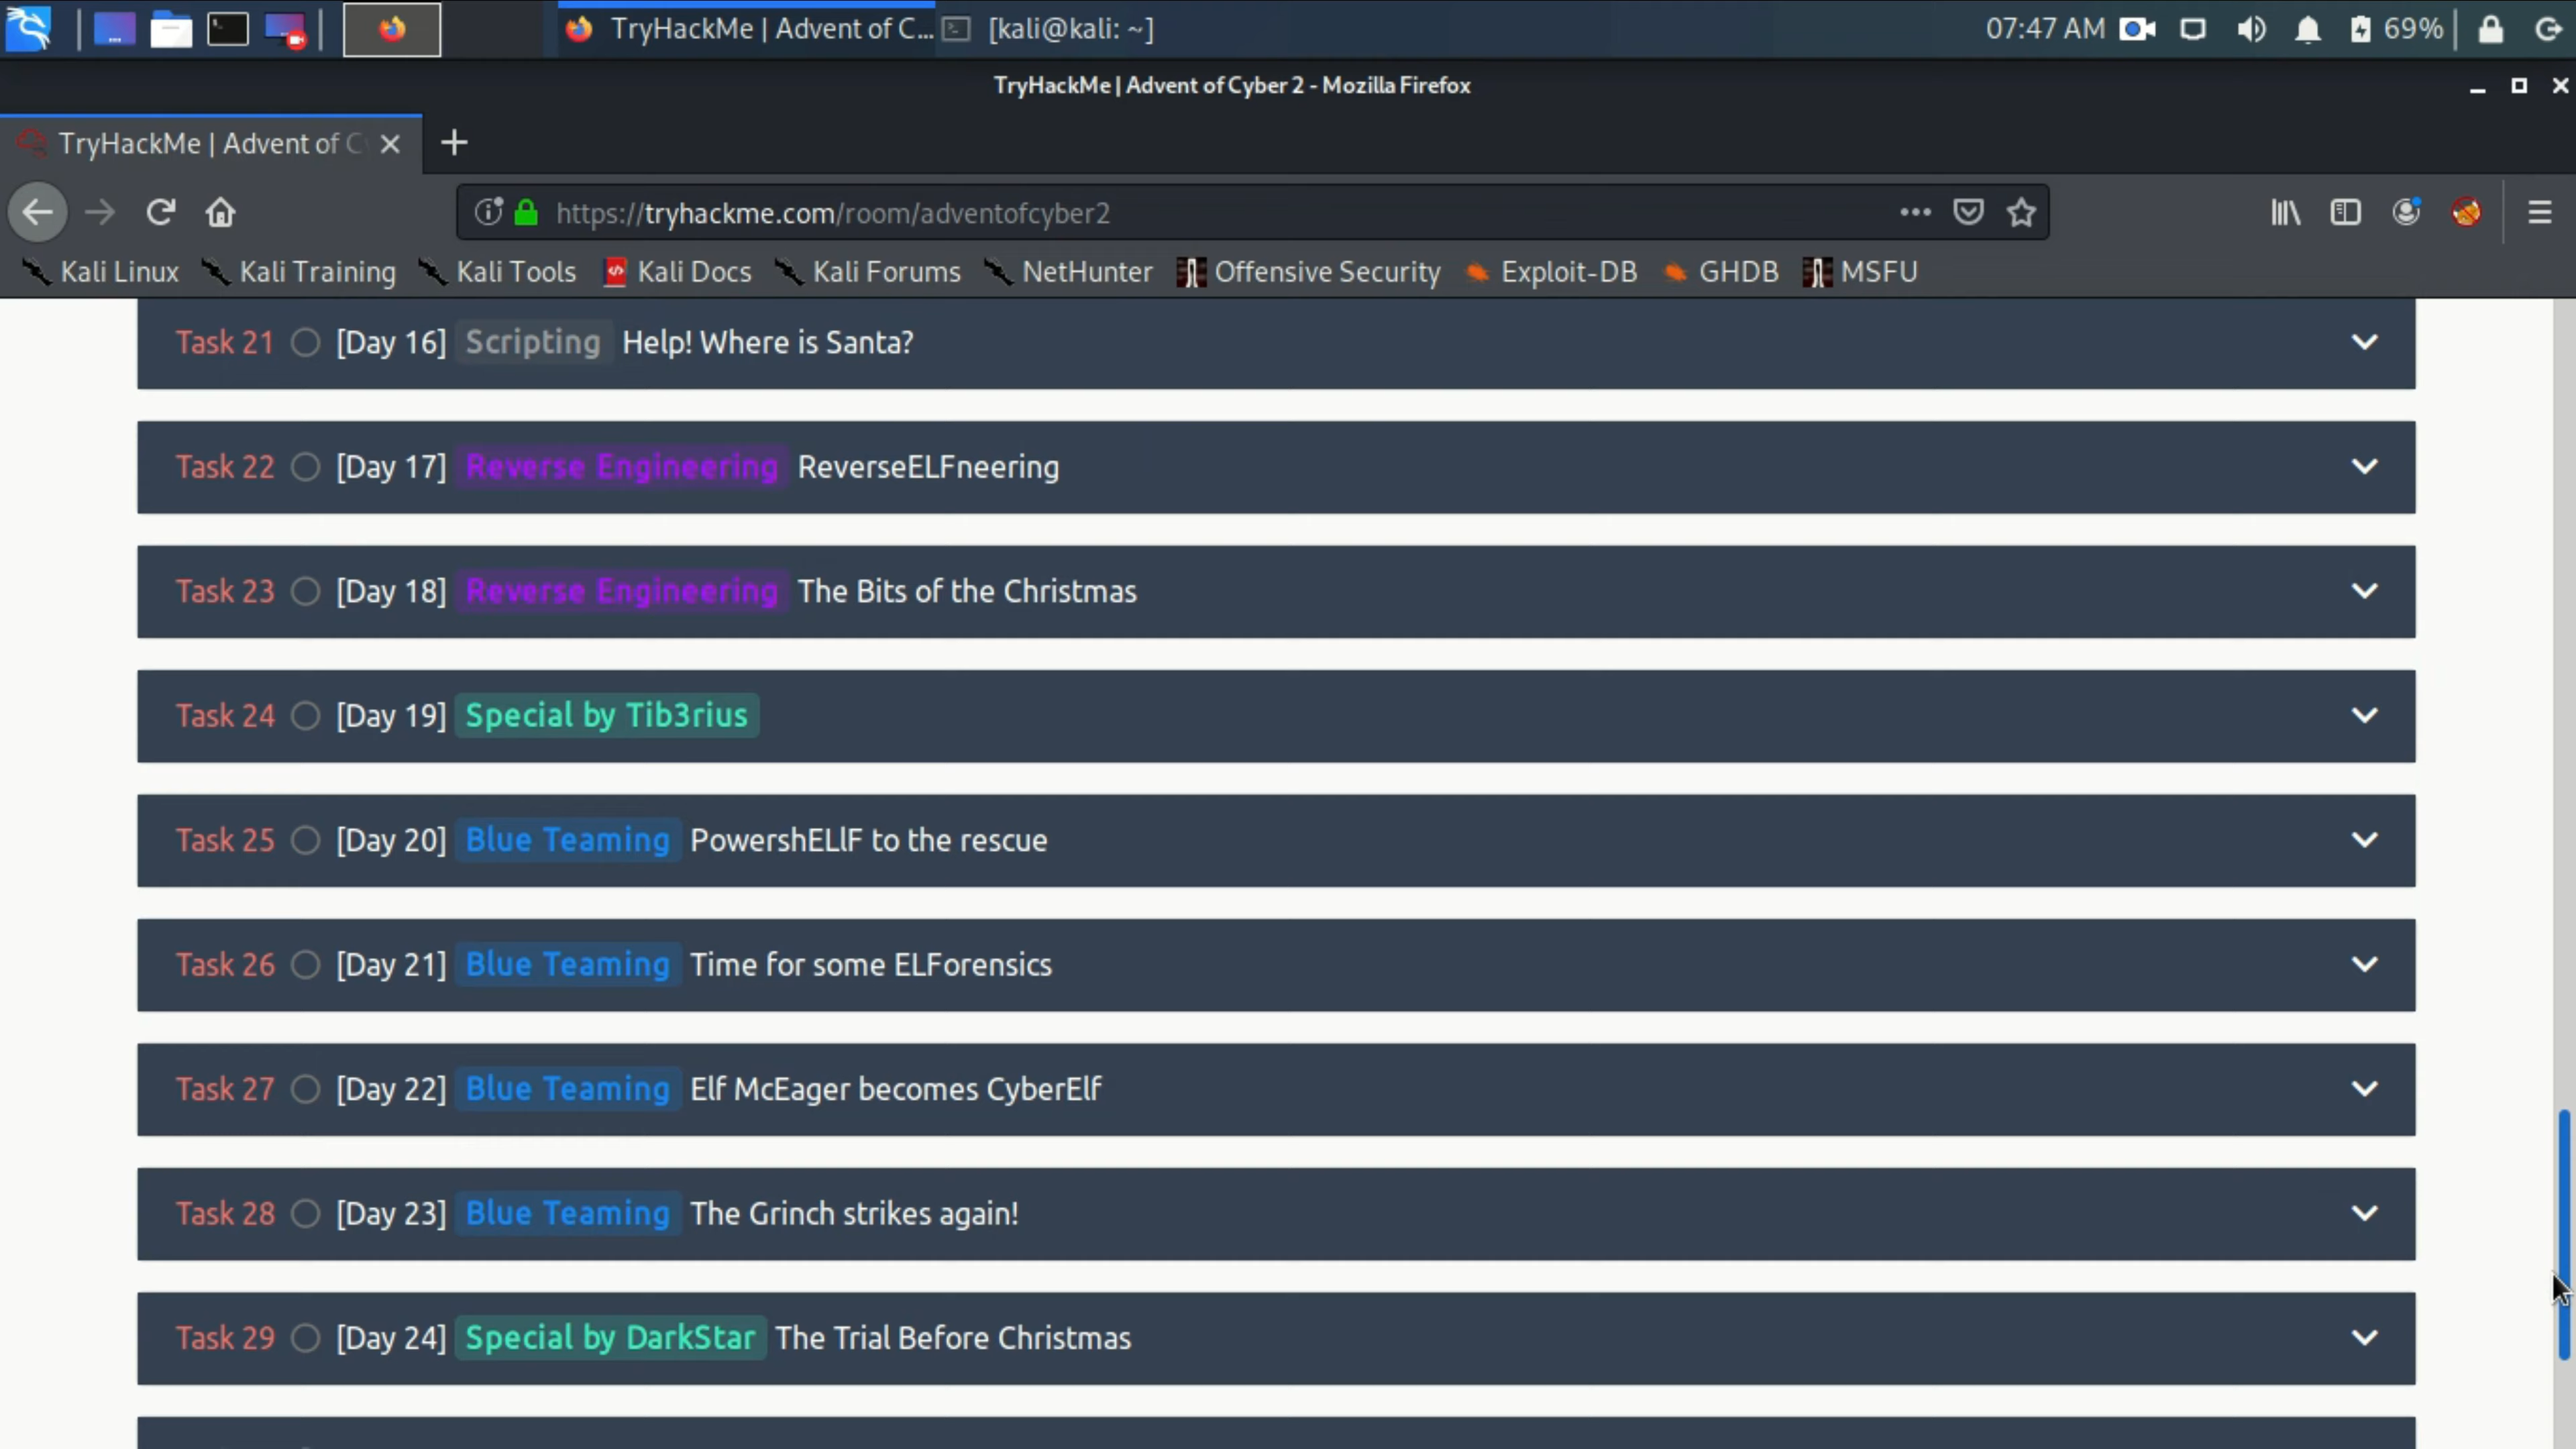 TryHackMe | Advent of C... [kali@kali: ~] 07:47 AM 69%
TryHackMe | Advent of Cyber 2 - Mozilla Firefox
TryHackMe | Advent of C
https://tryhackme.com/room/adventofcyber2
Kali Linux Kali Training Kali Tools Kali Docs Kali Forums NetHunter Offensive Security Exploit-DB GHDB MSFU
Task 21 [Day 16] Scripting Help! Where is Santa?
Task 22 [Day 17] Reverse Engineering ReverseELFneering
Task 23 [Day 18] Reverse Engineering The Bits of the Christmas
Task 24 [Day 19] Special by Tib3rius
Task 25 [Day 20] Blue Teaming PowershELlF to the rescue
Task 26 [Day 21] Blue Teaming Time for some ELForensics
Task 27 [Day 22] Blue Teaming Elf McEager becomes CyberElf
Task 28 [Day 23] Blue Teaming The Grinch strikes again!
Task 29 [Day 24] Special by DarkStar The Trial Before Christmas